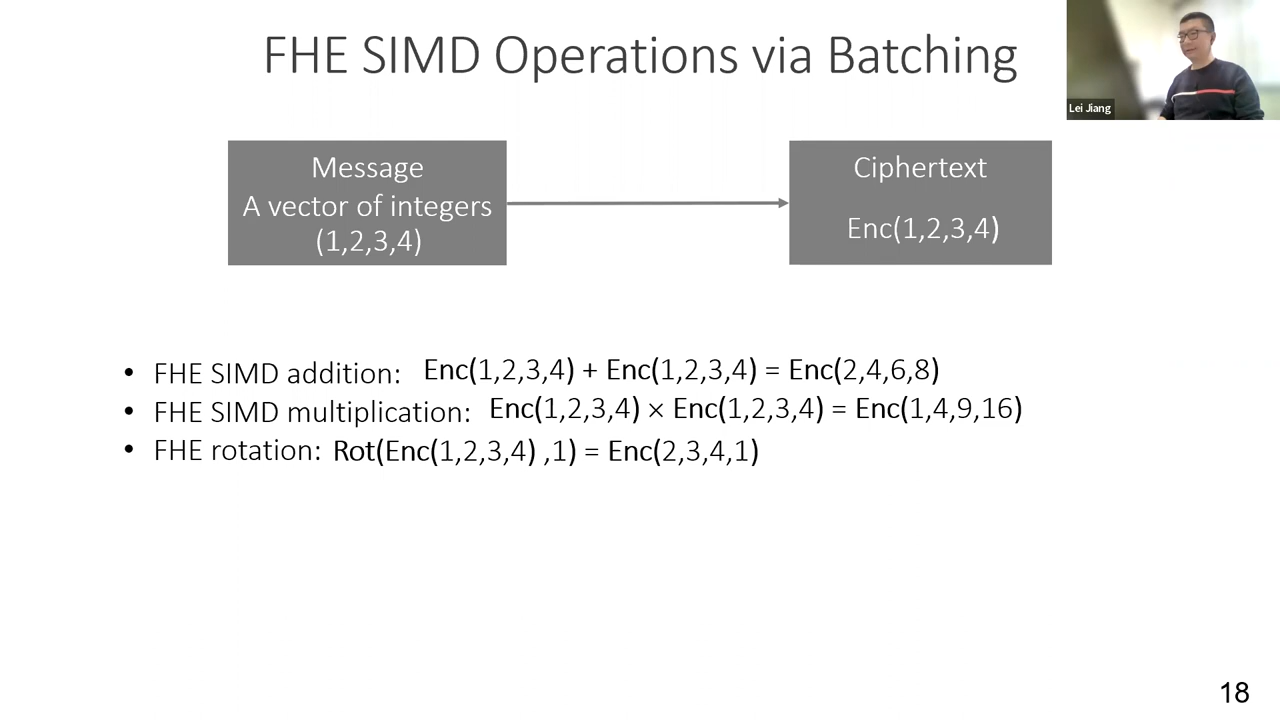 FHE SIMD Operations via Batching
Lei Jiang
Message
A vector of integers
(1,2,3,4)
Ciphertext
Enc(1,2,3,4)
• FHE SIMD addition: Enc(1,2,3,4) + Enc(1,2,3,4) = Enc(2,4,6,8)
• FHE SIMD multiplication: Enc(1,2,3,4) × Enc(1,2,3,4) = Enc(1,4,9,16)
• FHE rotation: Rot(Enc(1,2,3,4) ,1) = Enc(2,3,4,1)
18